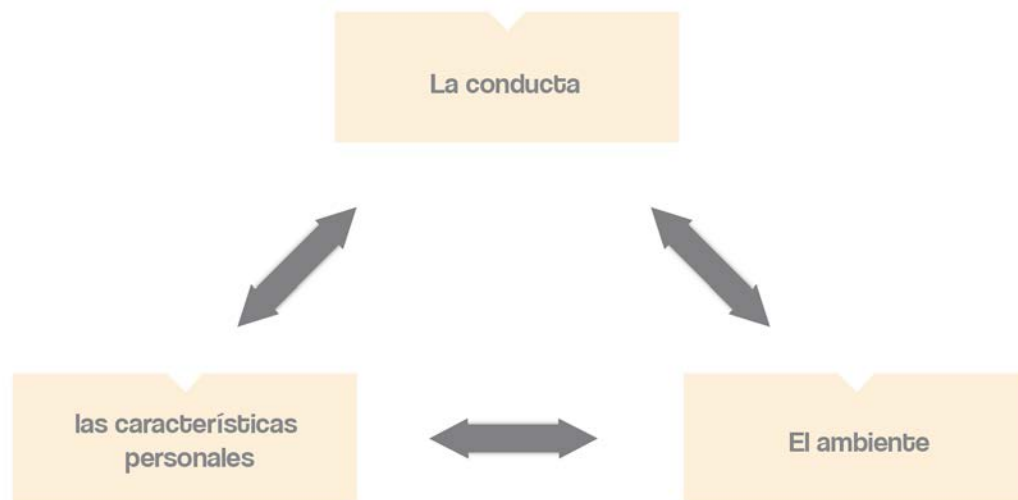 La conducta
las características
personales
El ambiente